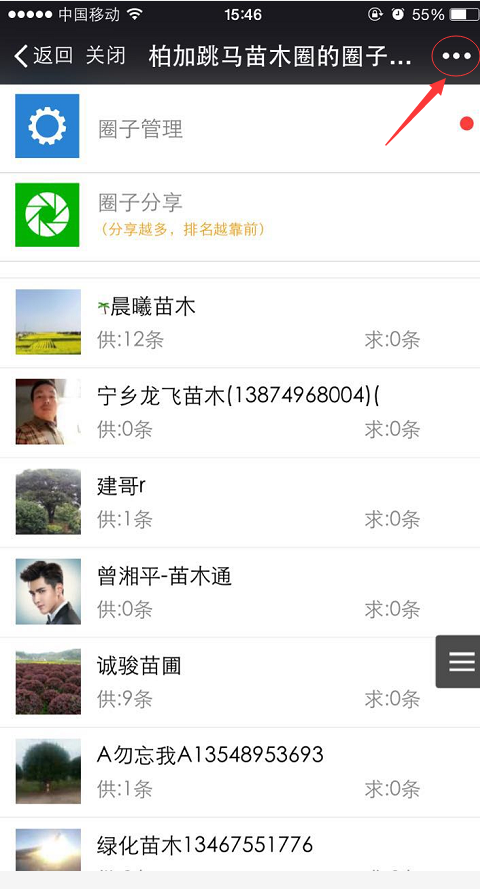 中国移动 15:46 55%
返回 关闭 柏加跳马苗木圈的圈子...
圈子管理
圈子分享
(分享越多，排名越靠前)
晨曦苗木
供:12条 求:0条
宁乡龙飞苗木(13874968004)(
供:0条 求:0条
建哥r
供:1条 求:0条
曾湘平-苗木通
供:0条 求:0条
诚骏苗圃
供:9条 求:0条
A勿忘我A13548953693
供:1条 求:0条
绿化苗木13467551776